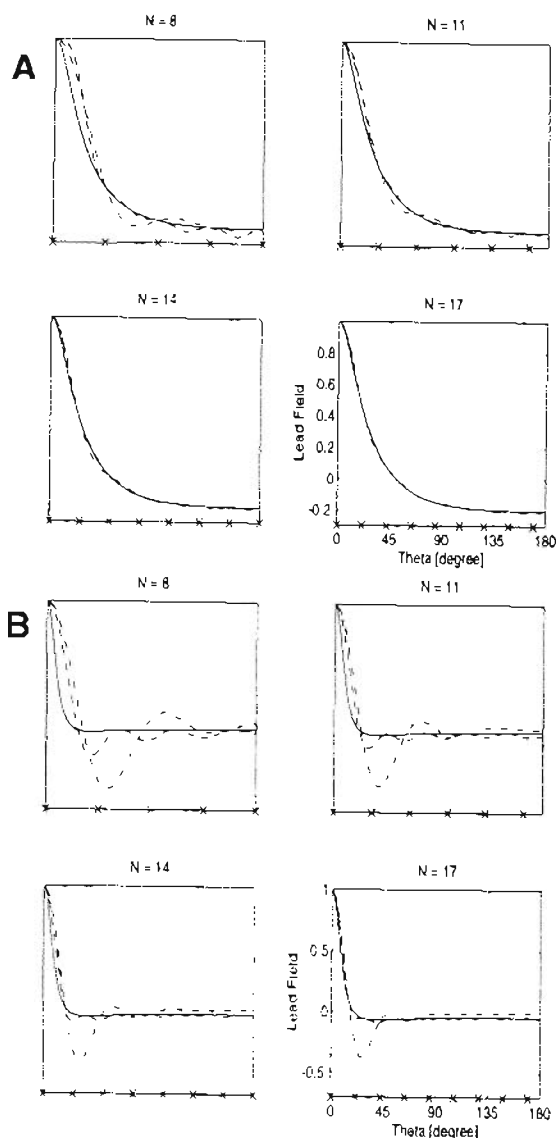 N = 8
N = 11
A
N = 14
N = 17
0.8
0.6
0.4
0.2
0
-0.2
Lead Field
0 45 90 135 180
Theta [degree]
N = 8
N = 11
B
N = 14
N = 17
1
0.5
0
-0.5
Lead Field
0 45 90 135 180
Theta [degree]